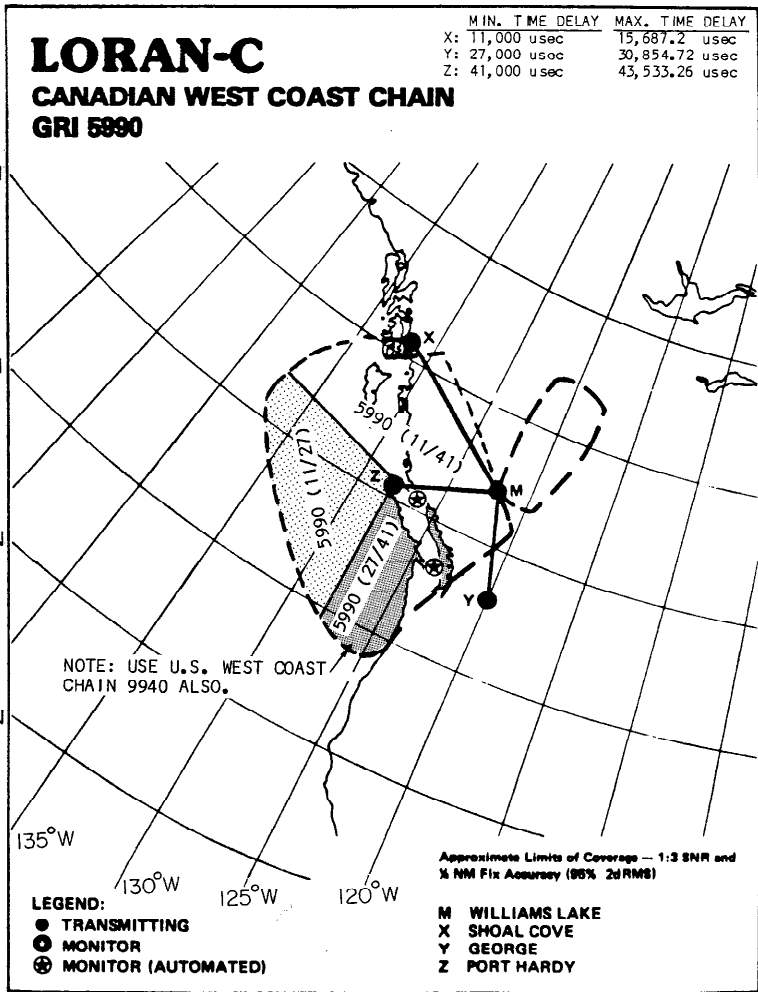 MIN. TIME DELAY MAX. TIME DELAY
X: 11,000 usec 15,687.2 usec
Y: 27,000 usec 30,854.72 usec
Z: 41,000 usec 43,533.26 usec
LORAN-C
CANADIAN WEST COAST CHAIN
GRI 5990
X
5990 (11/41)
5990 (11/27)
Z
M
5990 (27/41)
Y
NOTE: USE U.S. WEST COAST
CHAIN 9940 ALSO.
135°W
130°W
125°W
120°W
Approximate Limits of Coverage — 1:3 SNR and
¼ NM Fix Accuracy (95% 2dRMS)
LEGEND:
TRANSMITTING
MONITOR
MONITOR (AUTOMATED)
M WILLIAMS LAKE
X SHOAL COVE
Y GEORGE
Z PORT HARDY